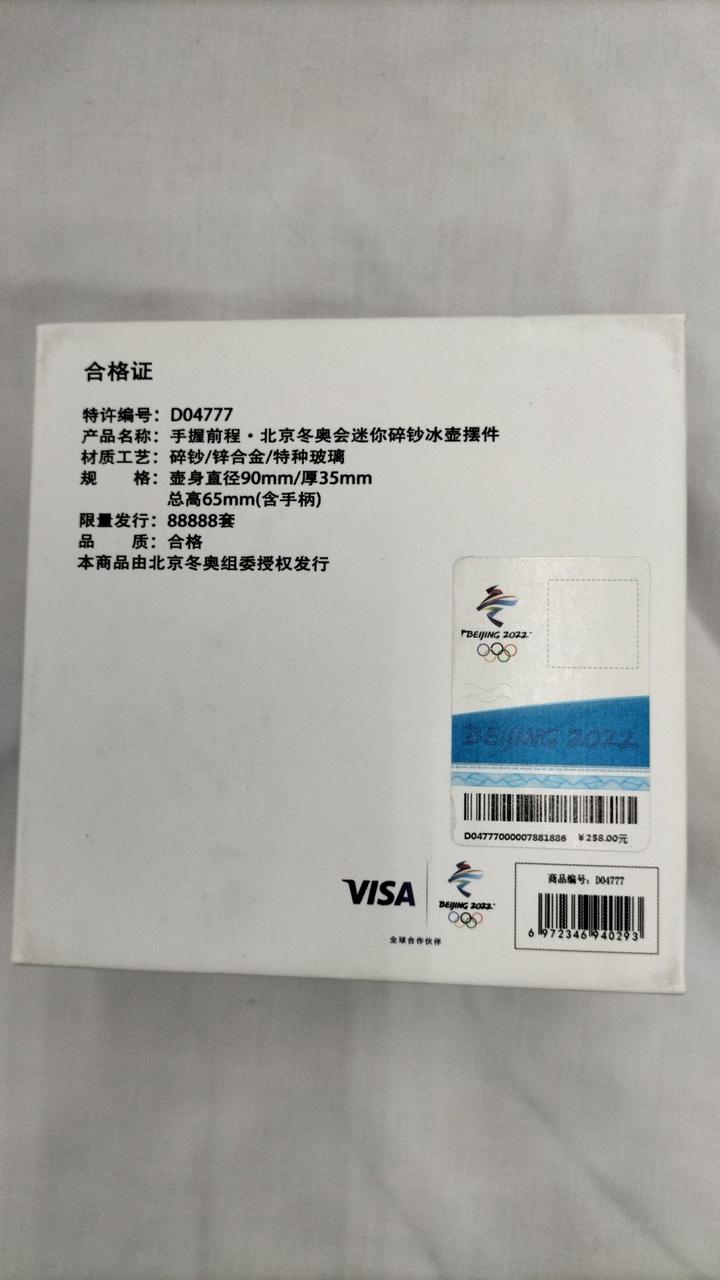 合格证
特许编号：D04777
产品名称：手握前程·北京冬奥会迷你碎钞冰壶摆件
材质工艺：碎钞/锌合金/特种玻璃
规　　格：壶身直径90mm/厚35mm
总高65mm(含手柄)
限量发行：88888套
品　　质：合格
本商品由北京冬奥组委授权发行
BEIJING 2022
BEIJING 2022
D04777000007881886 ￥258.00元
VISA
BEIJING 2022
全球合作伙伴
商品编号：D04777
6 972346 940293